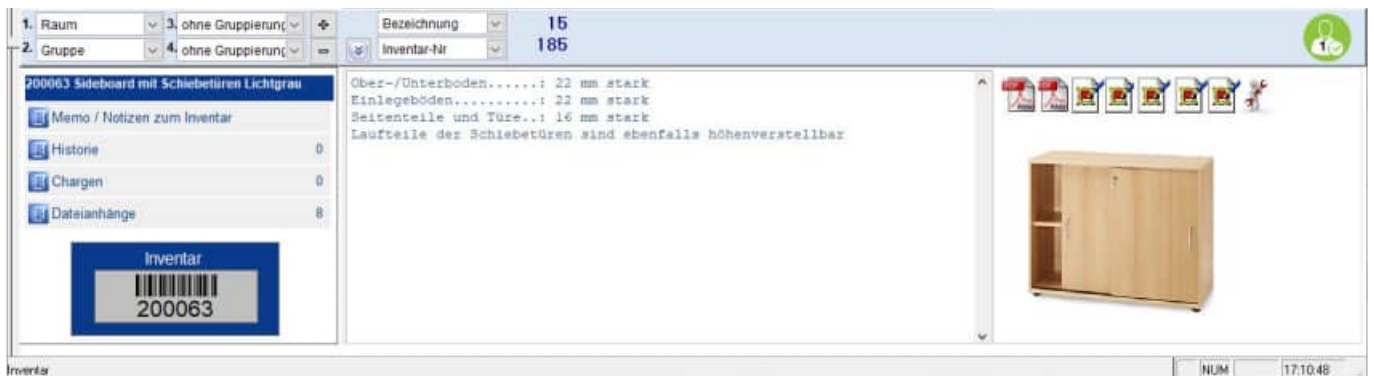 1. Raum 3. ohne Gruppierung Bezeichnung 15
2. Gruppe 4. ohne Gruppierung Inventar-Nr 185
200063 Sideboard mit Schiebetüren Lichtgrau
Memo / Notizen zum Inventar
Historie 0
Chargen 0
Dateianhänge 8
Inventar
200063
Ober-/Unterboden......: 22 mm stark
Einlegeböden..........: 22 mm stark
Seitenteile und Türe..: 16 mm stark
Laufteile der Schiebetüren sind ebenfalls höhenverstellbar
1
Inventar NUM 17:10:48